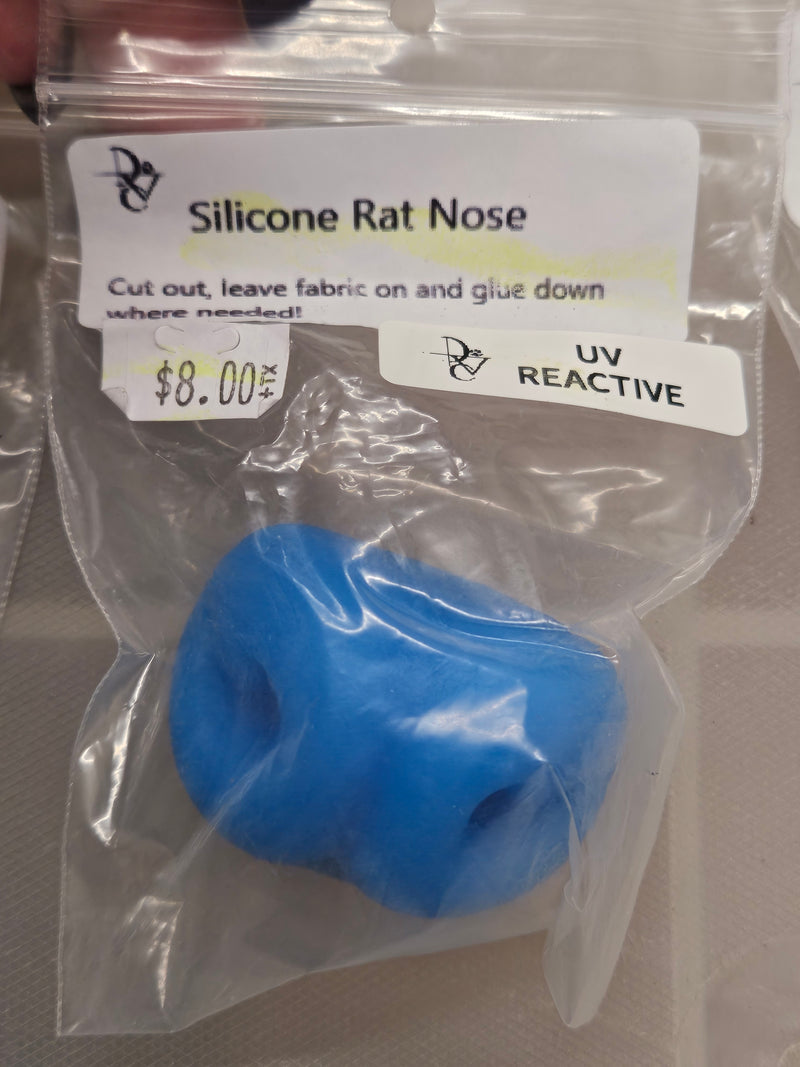 Silicone Rat Nose
Cut out, leave fabric on and glue down
where needed!
$8.00
UV
REACTIVE